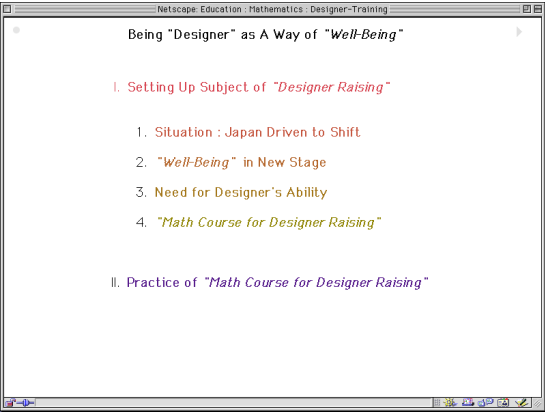 Netscape: Education : Mathematics : Designer-Training
Being "Designer" as A Way of "Well-Being"
I. Setting Up Subject of "Designer Raising"
1. Situation : Japan Driven to Shift
2. "Well-Being" in New Stage
3. Need for Designer's Ability
4. "Math Course for Designer Raising"
II. Practice of "Math Course for Designer Raising"